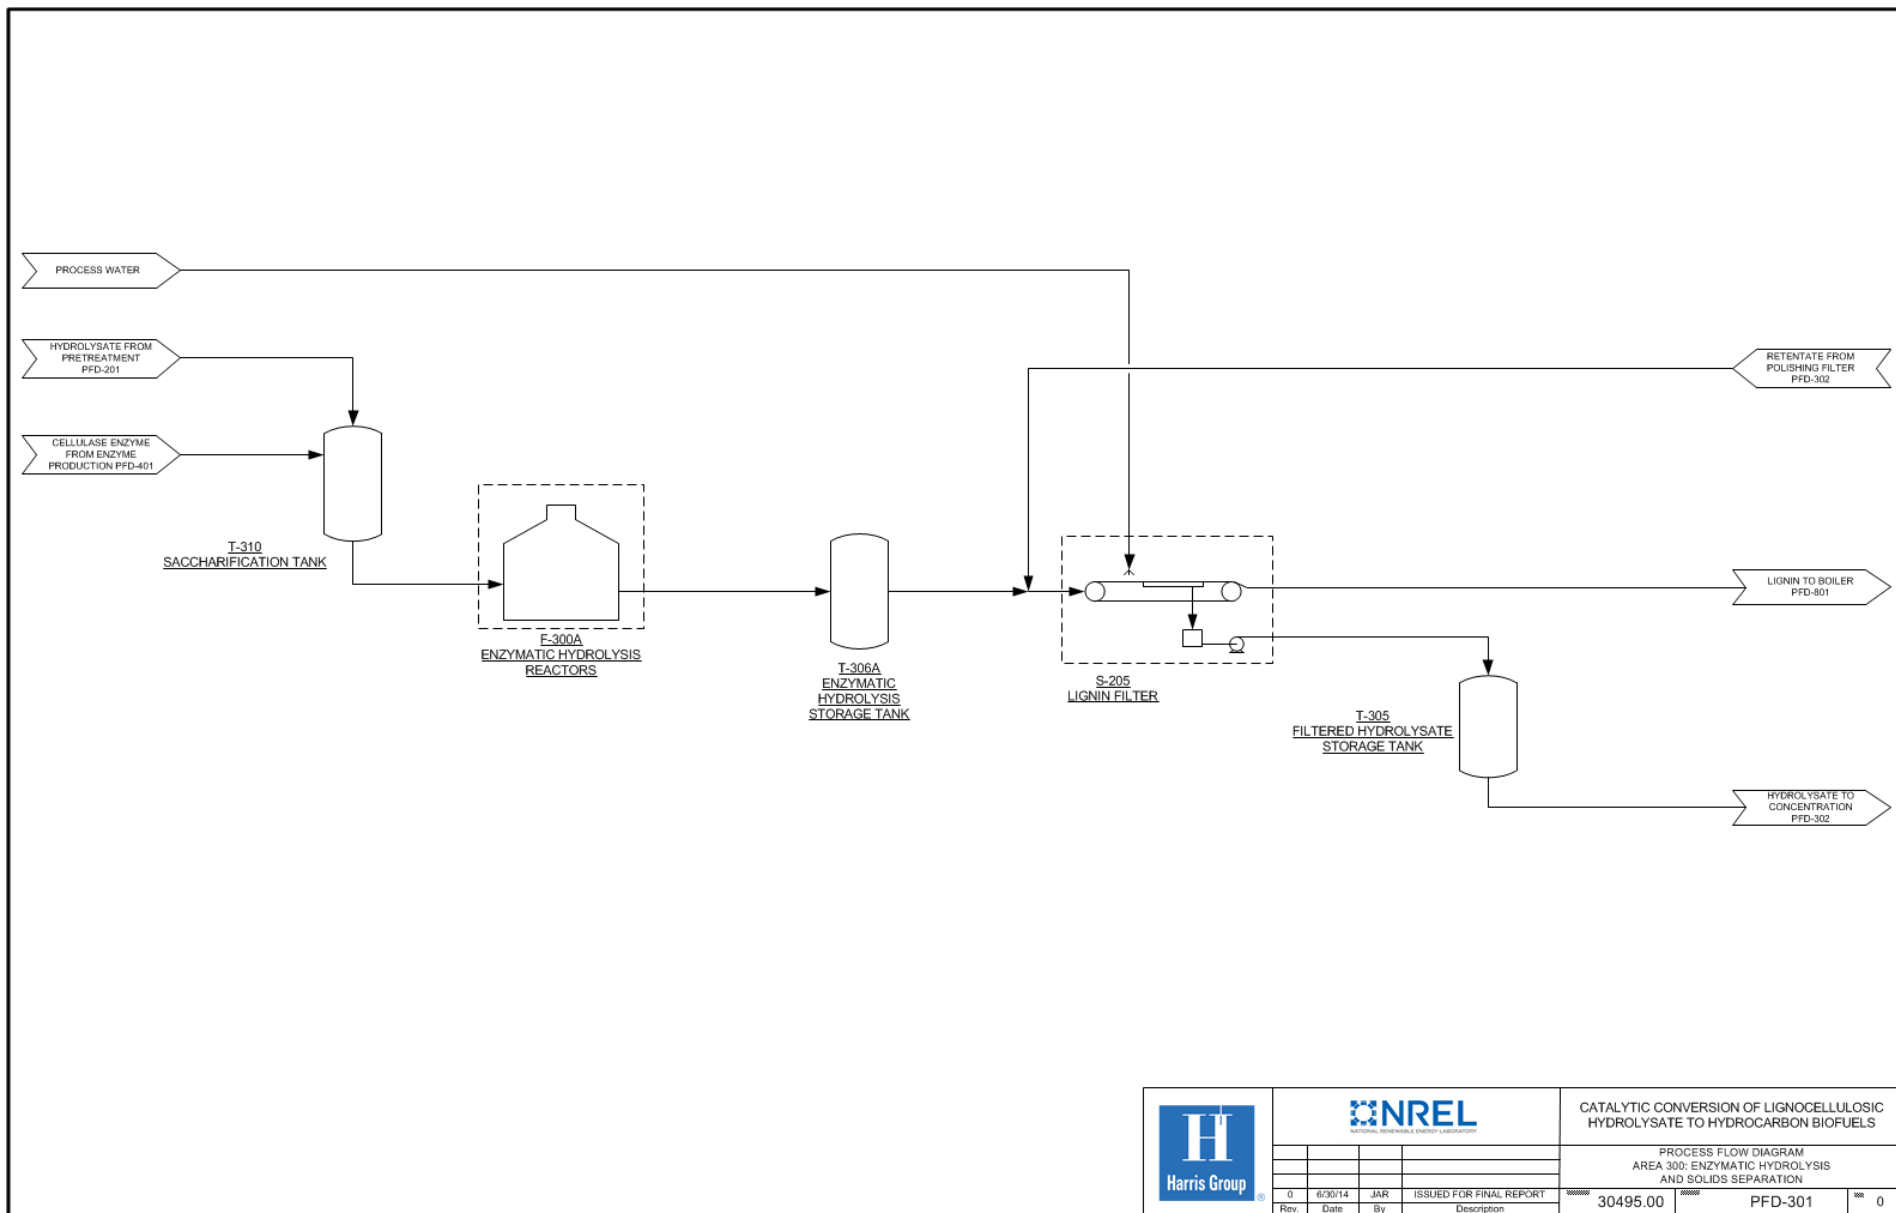 PROCESS WATER
HYDROLYSATE FROM
PRETREATMENT
PFD-201
RETENTATE FROM
POLISHING FILTER
PFD-302
CELLULASE ENZYME
FROM ENZYME
PRODUCTION PFD-401
T-310
SACCHARIFICATION TANK
F-300A
ENZYMATIC HYDROLYSIS
REACTORS
T-306A
ENZYMATIC
HYDROLYSIS
STORAGE TANK
S-205
LIGNIN FILTER
LIGNIN TO BOILER
PFD-801
T-305
FILTERED HYDROLYSATE
STORAGE TANK
HYDROLYSATE TO
CONCENTRATION
PFD-302
H
Harris Group
®
NREL
NATIONAL RENEWABLE ENERGY LABORATORY
CATALYTIC CONVERSION OF LIGNOCELLULOSIC
HYDROLYSATE TO HYDROCARBON BIOFUELS
PROCESS FLOW DIAGRAM
AREA 300: ENZYMATIC HYDROLYSIS
AND SOLIDS SEPARATION
0 6/30/14 JAR ISSUED FOR FINAL REPORT
Rev. Date By Description
30495.00 PFD-301 0